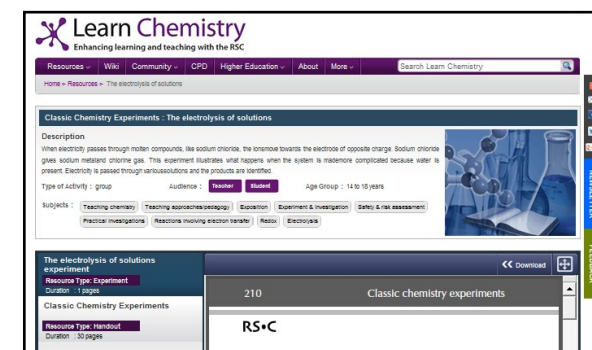 Learn Chemistry
Enhancing learning and teaching with the RSC
Resources Wiki Community CPD Higher Education About More Search Learn Chemistry
Home » Resources » The electrolysis of solutions
Classic Chemistry Experiments : The electrolysis of solutions
Description
When electricity passes through molten compounds, like sodium chloride, the ionsmove towards the electrode of opposite charge. Sodium chloride
gives sodium metaland chlorine gas. This experiment illustrates what happens when the system is mademore complicated because water is
present. Electricity is passed through varioussolutions and the products are identified.
Type of Activity : group Audience : Teacher Student Age Group : 14 to 18 years
Subjects : Teaching chemistry Teaching approaches/pedagogy Exposition Experiment & investigation Safety & risk assessment
Practical investigations Reactions involving electron transfer Redox Electrolysis
The electrolysis of solutions
experiment
Resource Type: Experiment
Duration : 1 pages
Classic Chemistry Experiments
Resource Type: Handout
Duration : 30 pages
<< Download
210 Classic chemistry experiments
RS•C
NEWSLETTER
FEEDBACK